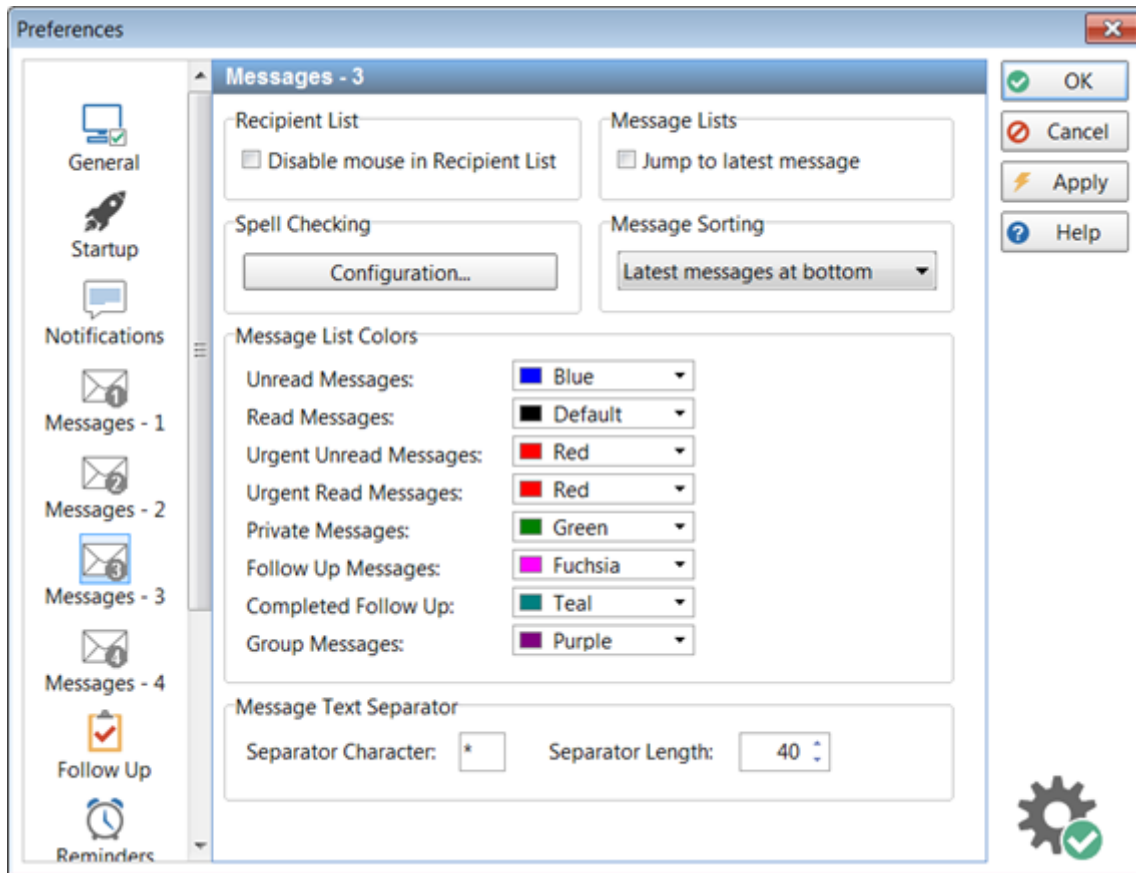 Preferences
General
Startup
Notifications
1
Messages - 1
2
Messages - 2
3
Messages - 3
4
Messages - 4
Follow Up
Reminders
Messages - 3
Recipient List
Disable mouse in Recipient List
Message Lists
Jump to latest message
Spell Checking
Configuration...
Message Sorting
Latest messages at bottom
Message List Colors
Unread Messages: Blue
Read Messages: Default
Urgent Unread Messages: Red
Urgent Read Messages: Red
Private Messages: Green
Follow Up Messages: Fuchsia
Completed Follow Up: Teal
Group Messages: Purple
Message Text Separator
Separator Character: * Separator Length: 40
OK
Cancel
Apply
? Help